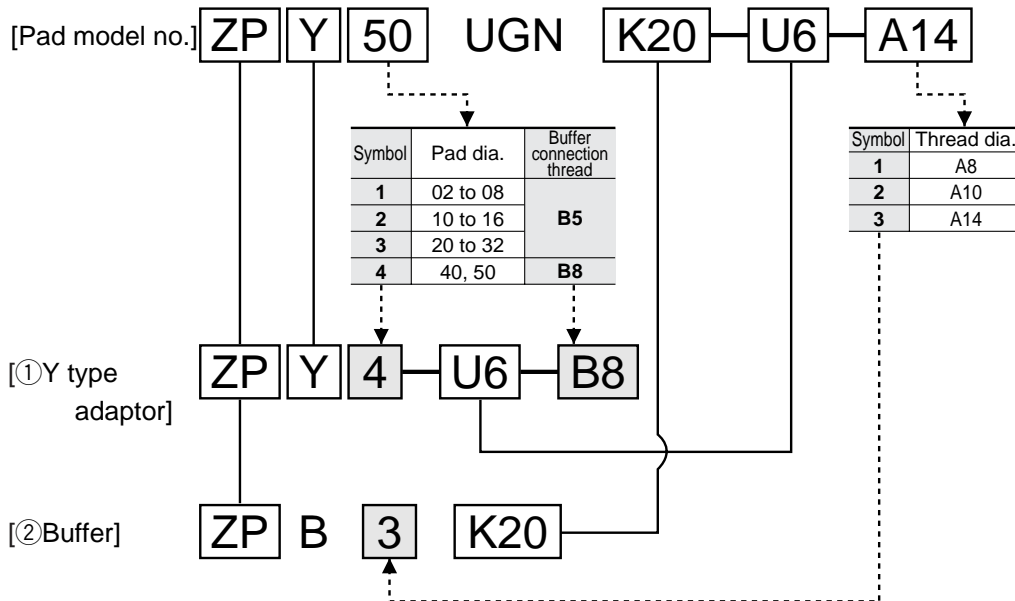 [Pad model no.] ZP Y 50 UGN K20 U6 A14
Symbol Pad dia. Buffer connection thread
1 02 to 08 B5
2 10 to 16
3 20 to 32
4 40, 50 B8
Symbol Thread dia.
1 A8
2 A10
3 A14
[①Y type adaptor] ZP Y 4 U6 B8
[②Buffer] ZP B 3 K20